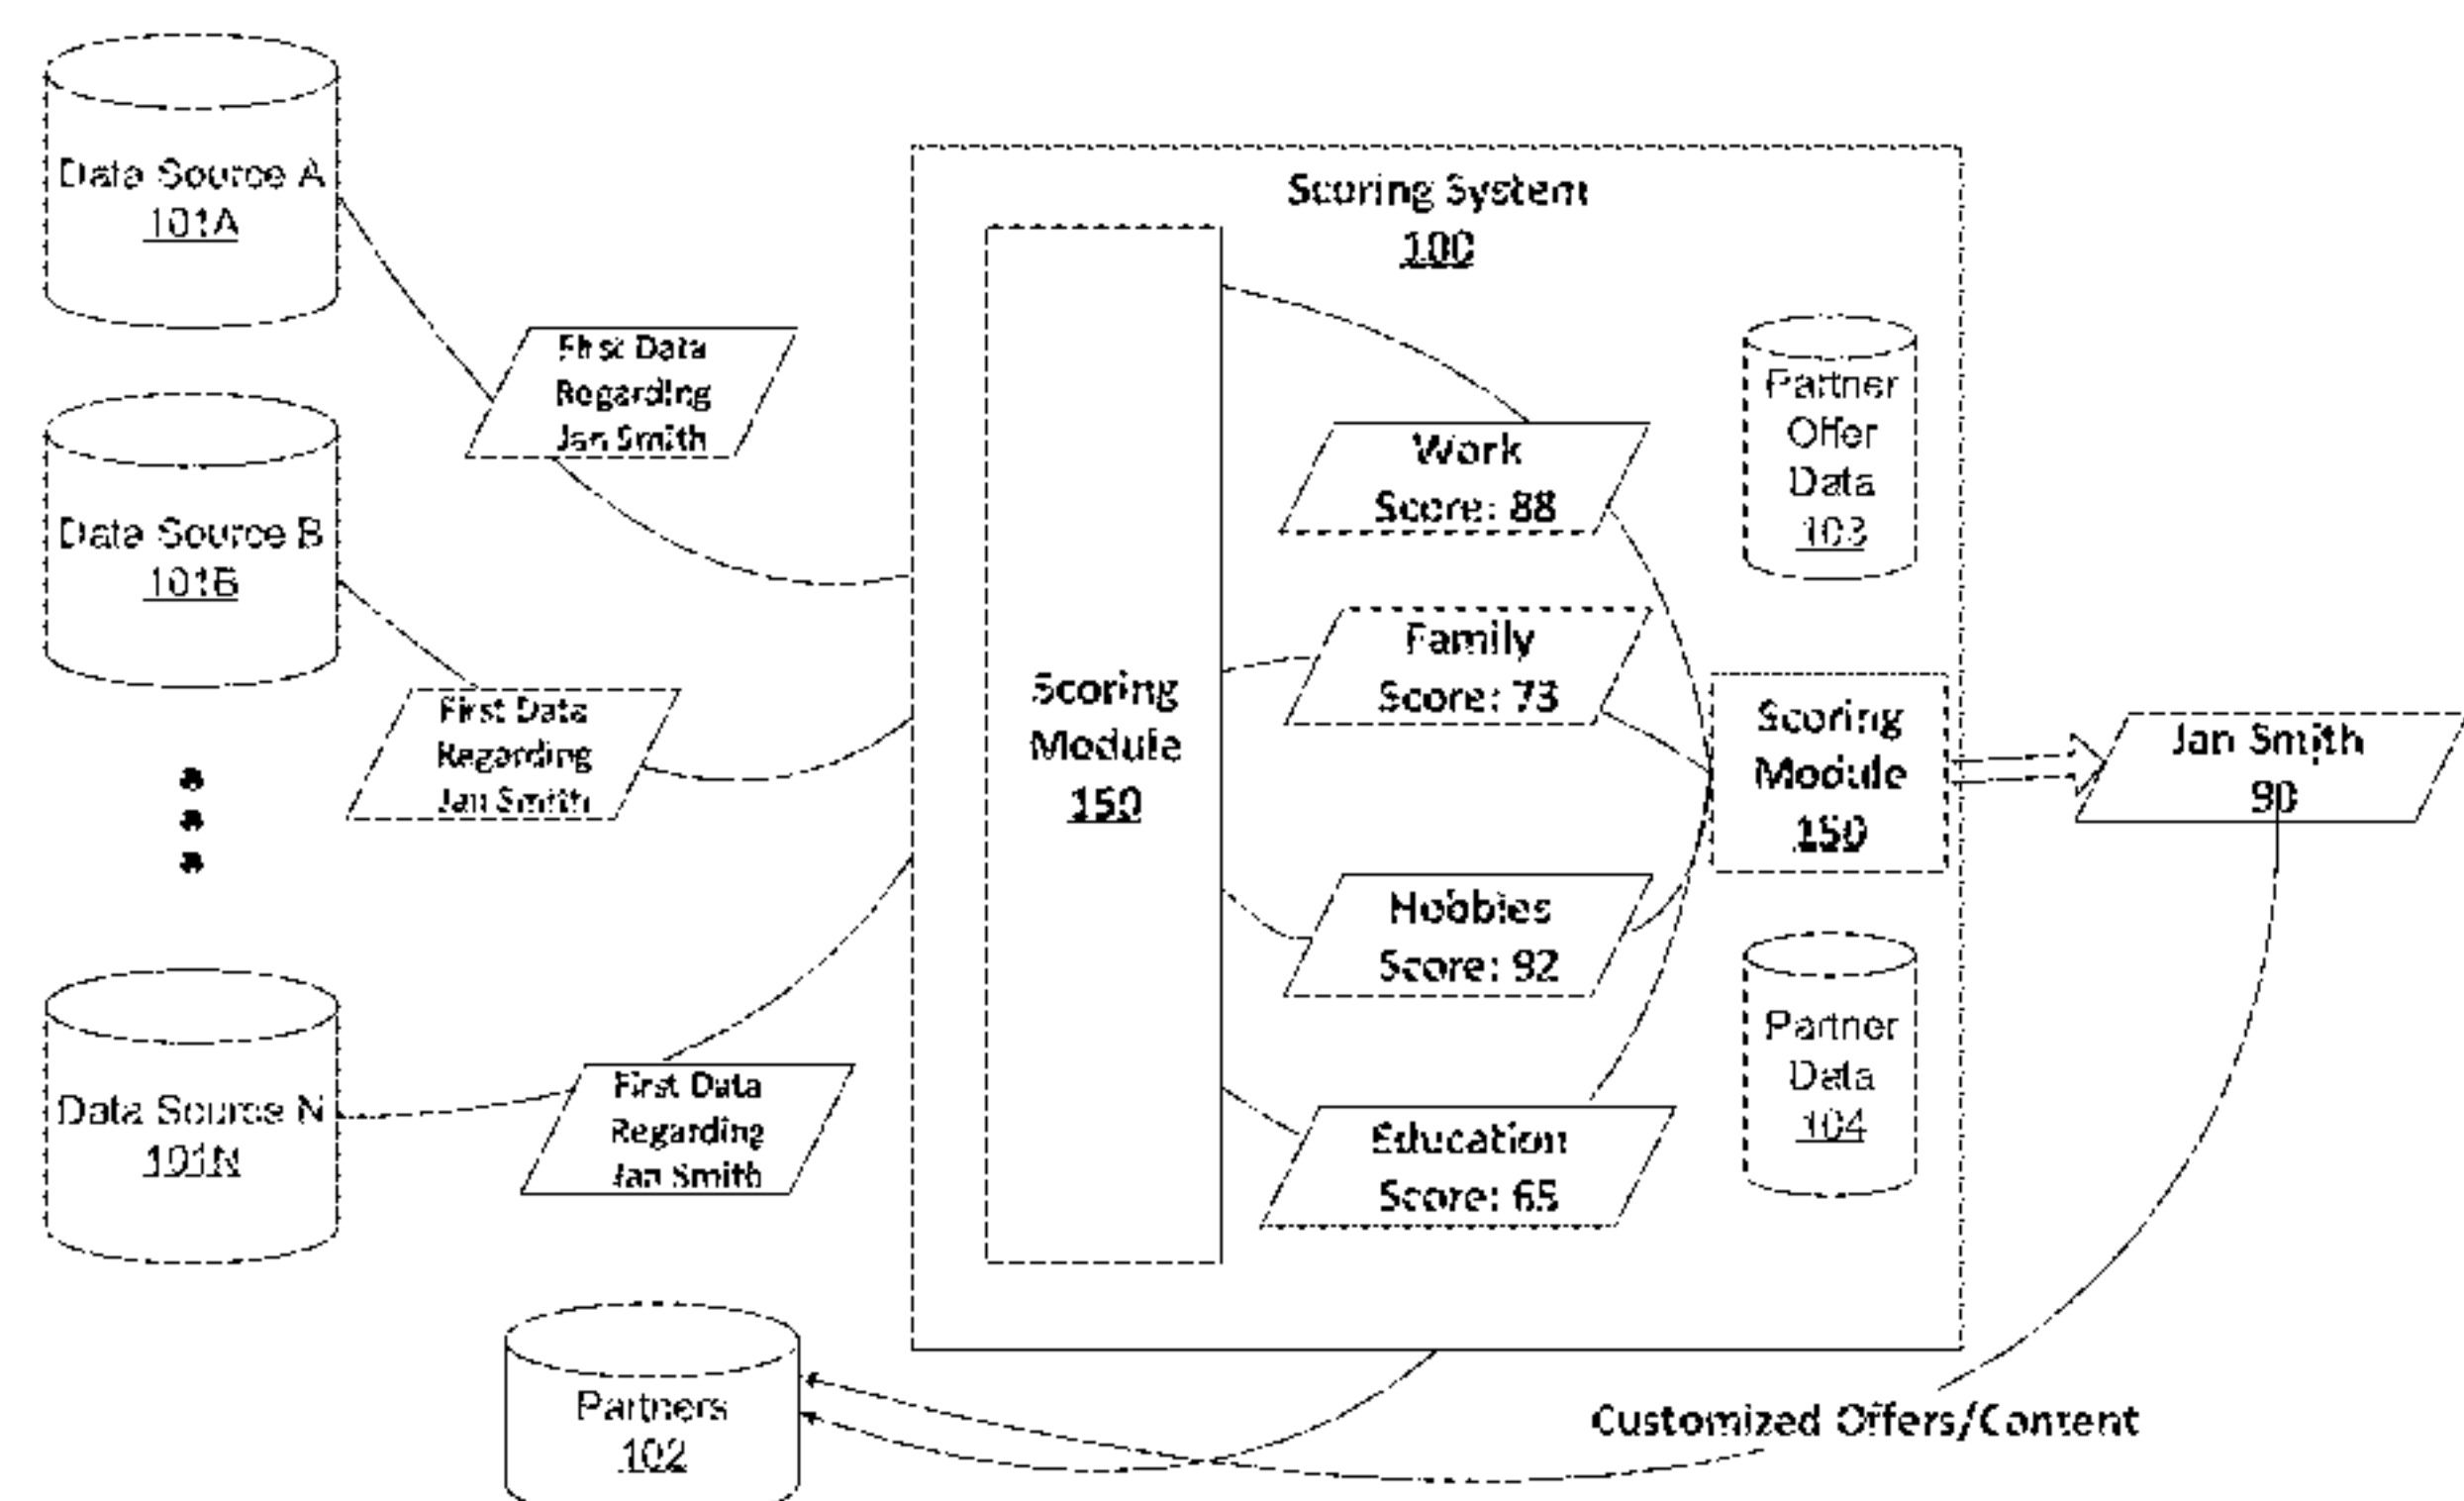 Data Source A
101A
First Data
Regarding
Jan Smith
Data Source B
101B
First Data
Regarding
Jan Smith
Data Source N
101N
First Data
Regarding
Jan Smith
Partners
102
Scoring System
100
Scoring
Module
150
Work
Score: 88
Family
Score: 73
Hobbies
Score: 92
Education
Score: 65
Partner
Offer
Data
103
Scoring
Module
150
Partner
Data
104
Jan Smith
90
Customized Offers/Content